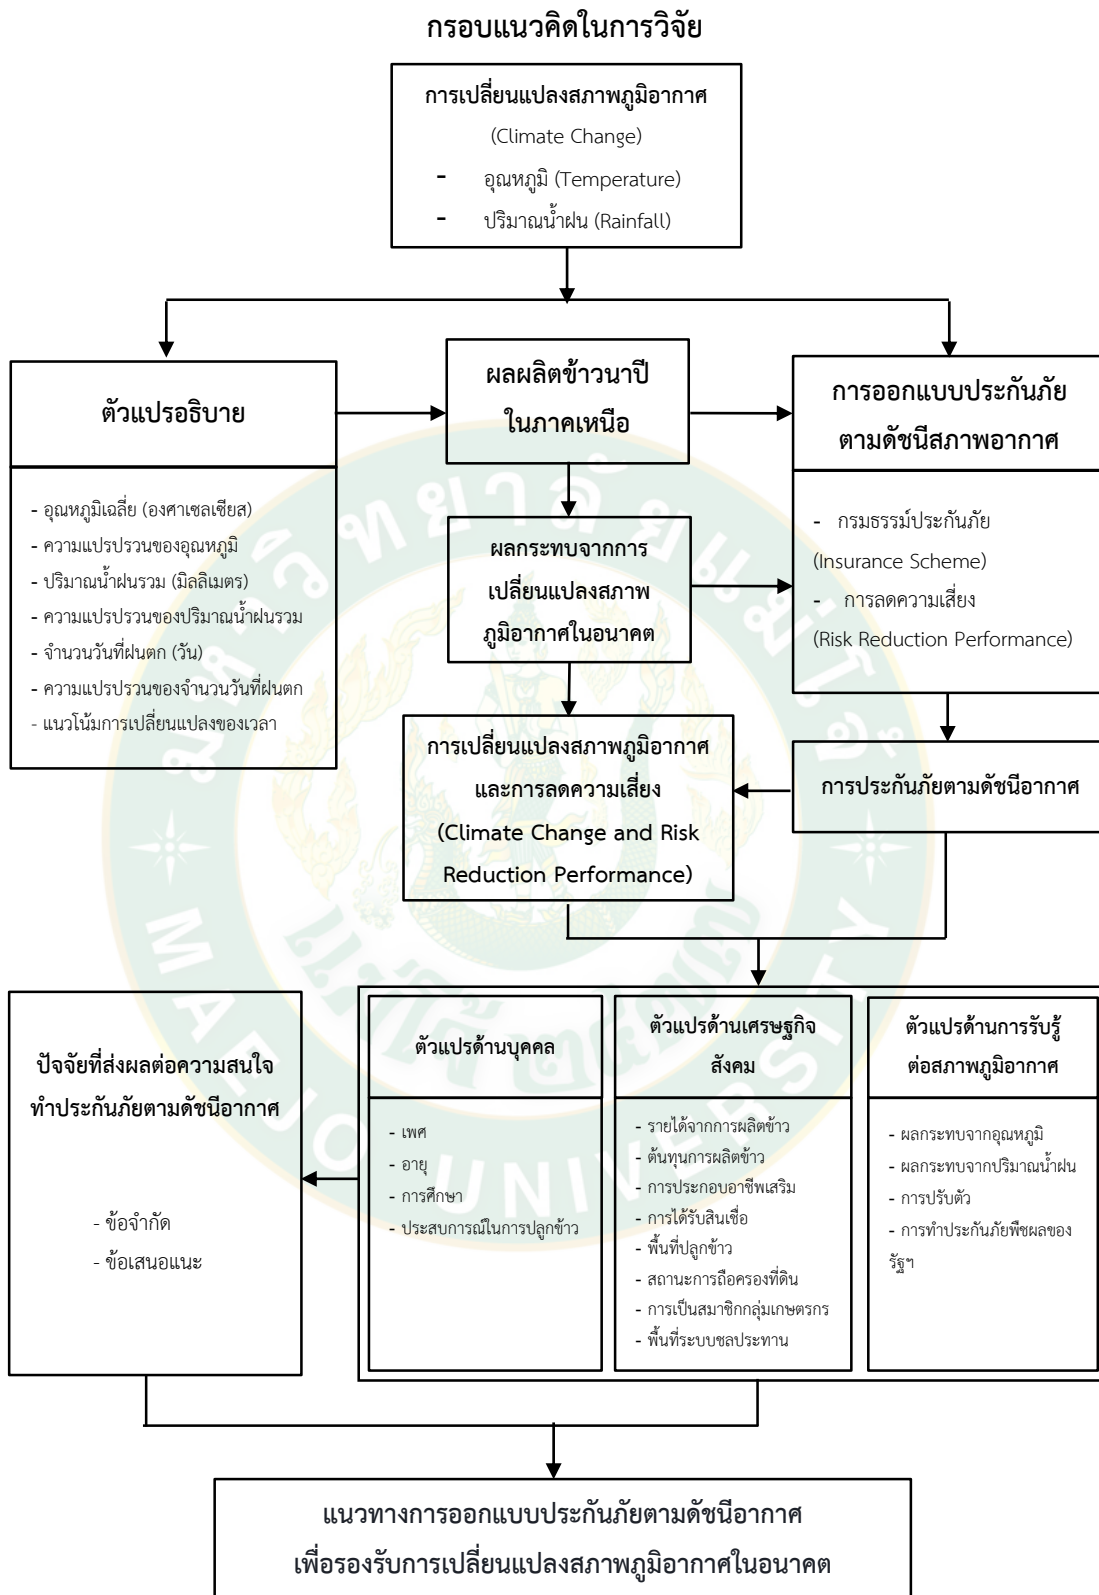 กรอบแนวคิดในการวิจัย
การเปลี่ยนแปลงสภาพภูมิอากาศ
(Climate Change)
- อุณหภูมิ (Temperature)
- ปริมาณน้ำฝน (Rainfall)
ตัวแปรอธิบาย
- อุณหภูมิเฉลี่ย (องศาเซลเซียส)
- ความแปรปรวนของอุณหภูมิ
- ปริมาณน้ำฝนรวม (มิลลิเมตร)
- ความแปรปรวนของปริมาณน้ำฝนรวม
- จำนวนวันที่ฝนตก (วัน)
- ความแปรปรวนของจำนวนวันที่ฝนตก
- แนวโน้มการเปลี่ยนแปลงของเวลา
ผลผลิตข้าวนาปี
ในภาคเหนือ
ผลกระทบจากการ
เปลี่ยนแปลงสภาพ
ภูมิอากาศในอนาคต
การออกแบบประกันภัย
ตามดัชนีสภาพอากาศ
- กรมธรรม์ประกันภัย
(Insurance Scheme)
- การลดความเสี่ยง
(Risk Reduction Performance)
การเปลี่ยนแปลงสภาพภูมิอากาศ
และการลดความเสี่ยง
(Climate Change and Risk
Reduction Performance)
การประกันภัยตามดัชนีอากาศ
ปัจจัยที่ส่งผลต่อความสนใจ
ทำประกันภัยตามดัชนีอากาศ
- ข้อจำกัด
- ข้อเสนอแนะ
ตัวแปรด้านบุคคล
- เพศ
- อายุ
- การศึกษา
- ประสบการณ์ในการปลูกข้าว
ตัวแปรด้านเศรษฐกิจ
สังคม
- รายได้จากการผลิตข้าว
- ต้นทุนการผลิตข้าว
- การประกอบอาชีพเสริม
- การได้รับสินเชื่อ
- พื้นที่ปลูกข้าว
- สถานะการถือครองที่ดิน
- การเป็นสมาชิกกลุ่มเกษตรกร
- พื้นที่ระบบชลประทาน
ตัวแปรด้านการรับรู้
ต่อสภาพภูมิอากาศ
- ผลกระทบจากอุณหภูมิ
- ผลกระทบจากปริมาณน้ำฝน
- การปรับตัว
- การทำประกันภัยพืชผลของ
รัฐฯ
แนวทางการออกแบบประกันภัยตามดัชนีอากาศ
เพื่อรองรับการเปลี่ยนแปลงสภาพภูมิอากาศในอนาคต
มหาวิทยาลัยแม่โจ้
MAEJO UNIVERSITY
แม่โจ้ ๒๔๗๗